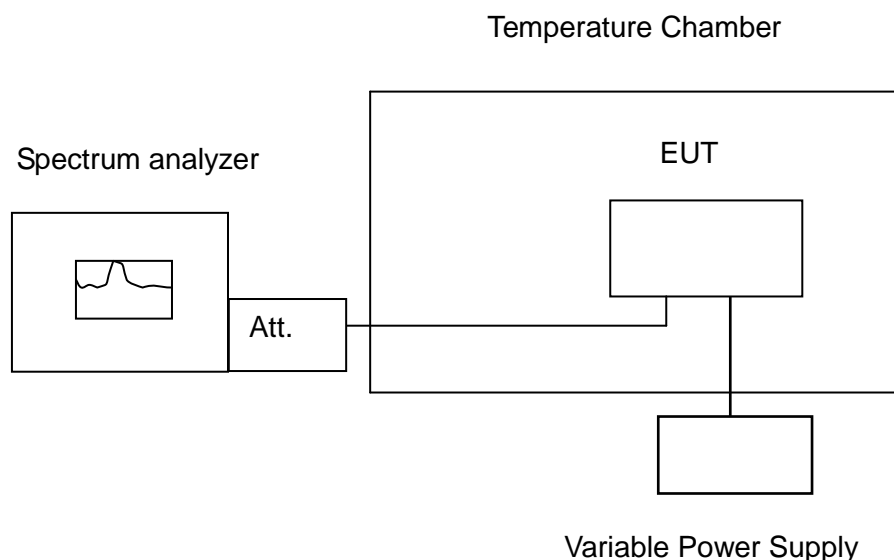 Temperature Chamber
Spectrum analyzer
EUT
Att.
Variable Power Supply